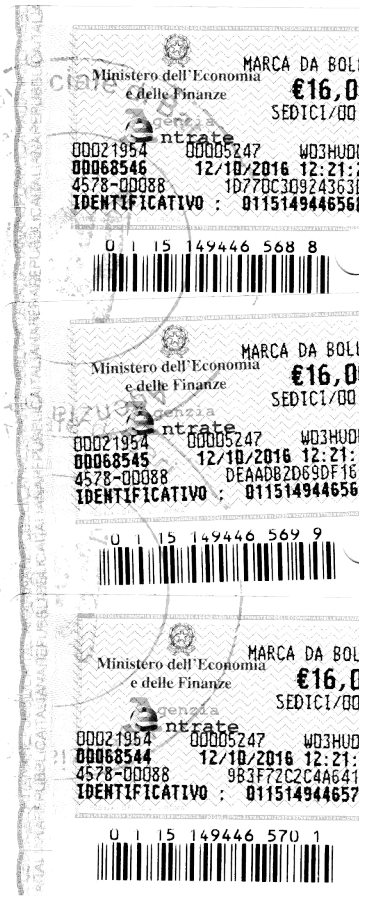 ciale
MARCA DA BOL
Ministero dell'Economia
e delle Finanze
€16,0
SEDICI/00
genzia
ntrate
00021954 00005247 WD3HU0
00068546 12/10/2016 12:21:
4578-00088 1D770C30924363
IDENTIFICATIVO : 0115149446568
0 1 15 149446 568 8
MARCA DA BOL
Ministero dell'Economia
e delle Finanze
€16,0
SEDICI/00
genzia
ntrate
00021954 00005247 WD3HU0
00068545 12/10/2016 12:21:
4578-00088 DEAADB2D69DF16
IDENTIFICATIVO : 011514944656
0 1 15 149446 569 9
MARCA DA BOL
Ministero dell'Economia
e delle Finanze
€16,0
SEDICI/00
genzia
ntrate
00021954 00005247 WD3HU0
00068544 12/10/2016 12:21:
4578-00088 9B3F72C2C4A641
IDENTIFICATIVO : 011514944657
0 1 15 149446 570 1